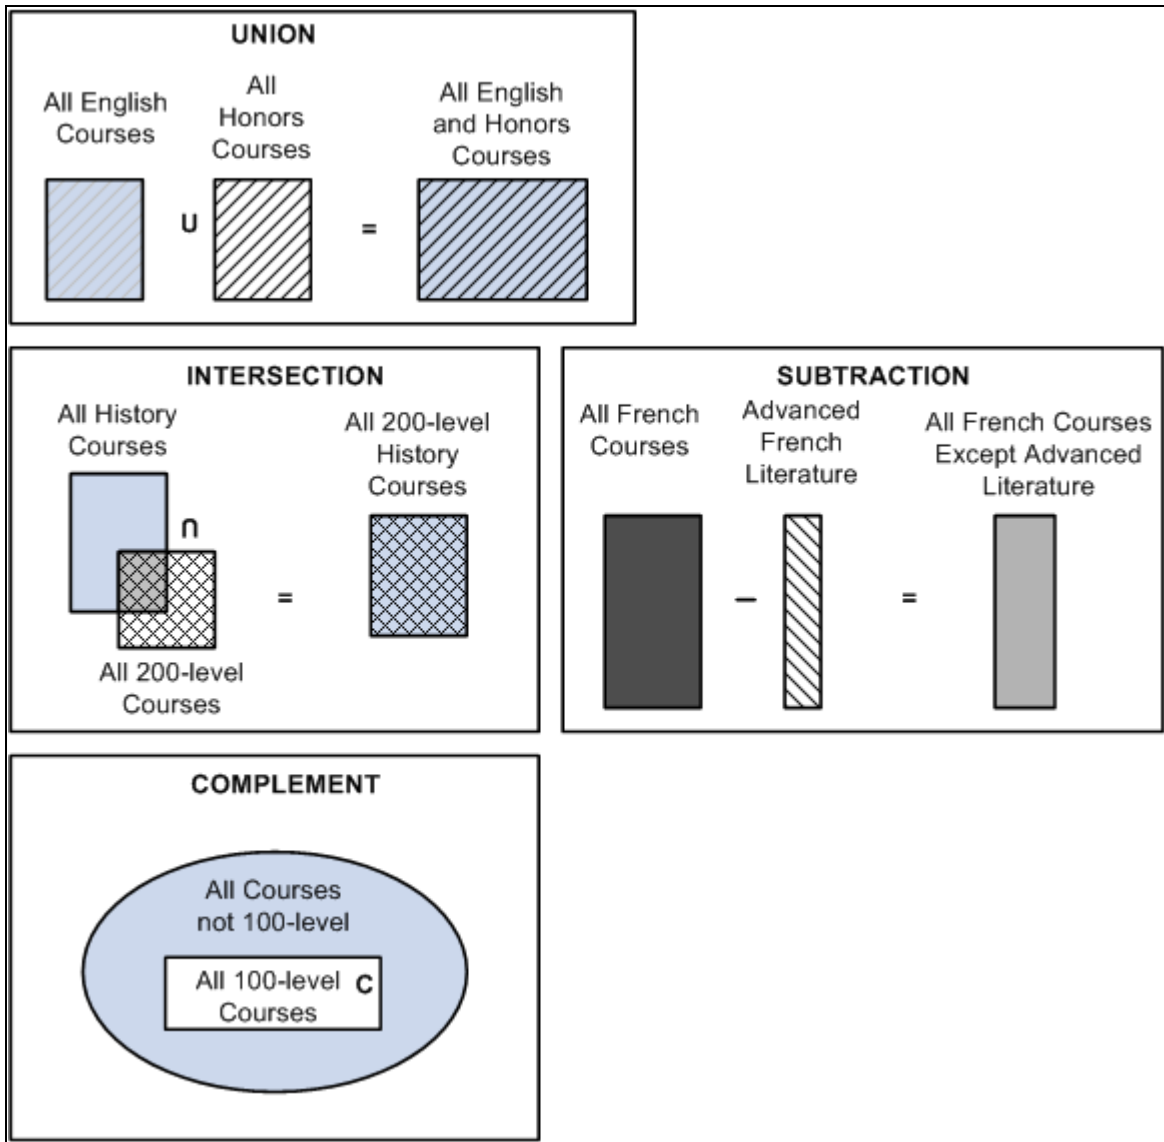 UNION
All English
Courses
All
Honors
Courses
All English
and Honors
Courses
U
=
INTERSECTION
All History
Courses
∩
All 200-level
Courses
=
All 200-level
History
Courses
SUBTRACTION
All French
Courses
–
Advanced
French
Literature
=
All French Courses
Except Advanced
Literature
COMPLEMENT
All Courses
not 100-level
All 100-level C
Courses